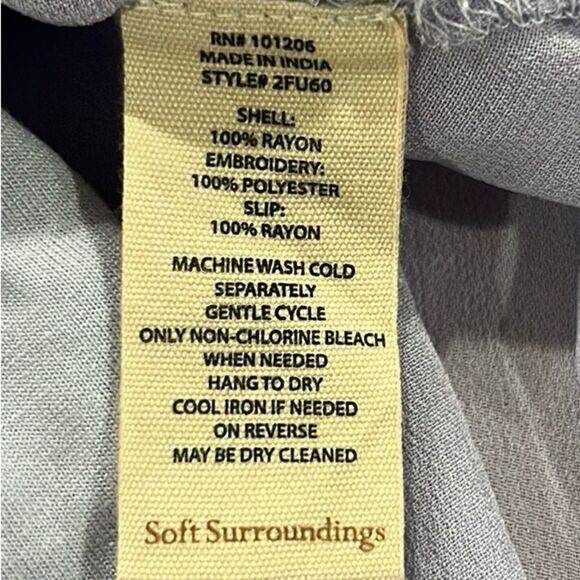 RN# 101206
MADE IN INDIA
STYLE# 2FU60
SHELL:
100% RAYON
EMBROIDERY:
100% POLYESTER
SLIP:
100% RAYON
MACHINE WASH COLD
SEPARATELY
GENTLE CYCLE
ONLY NON-CHLORINE BLEACH
WHEN NEEDED
HANG TO DRY
COOL IRON IF NEEDED
ON REVERSE
MAY BE DRY CLEANED
Soft Surroundings